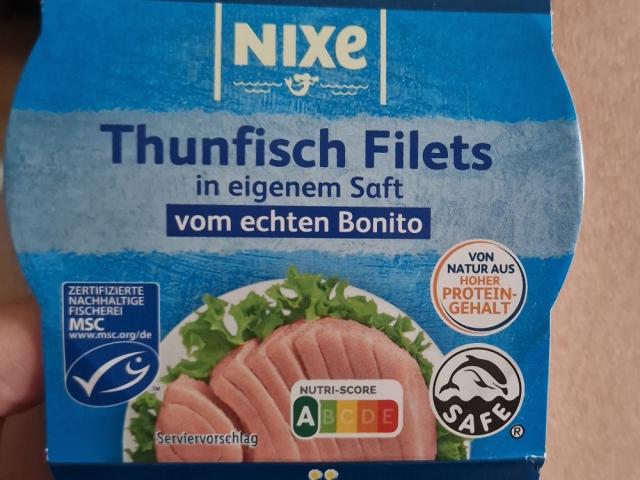 NIXe
Thunfisch Filets
in eigenem Saft
vom echten Bonito
VON
NATUR AUS
HOHER
PROTEIN-
GEHALT
ZERTIFIZIERTE
NACHHALTIGE
FISCHEREI
MSC
www.msc.org/de
TM
NUTRI-SCORE
A B C D E
SAFE
®
Serviervorschlag